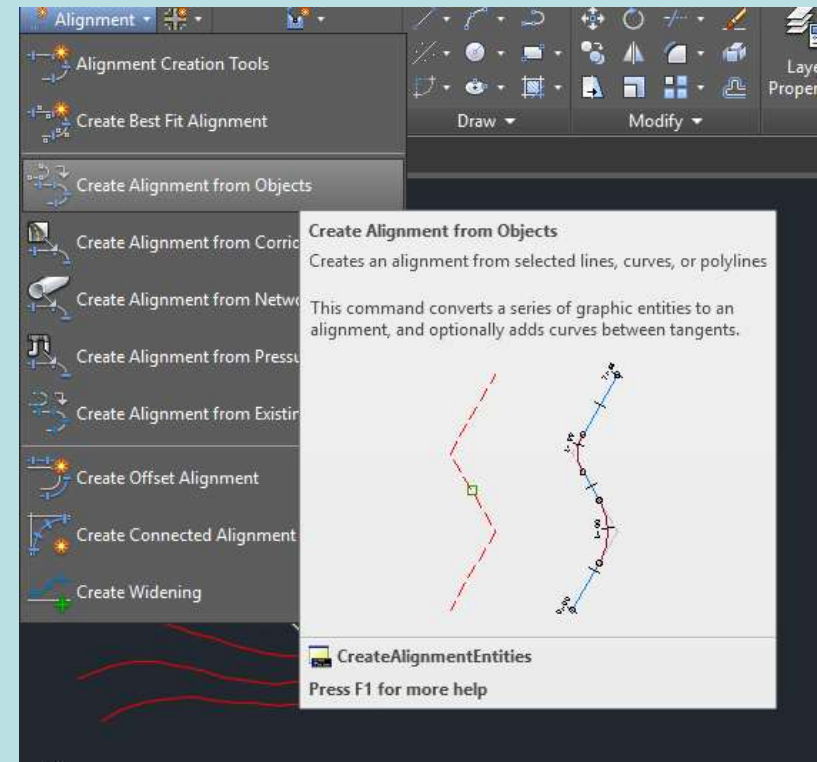 Alignment
Alignment Creation Tools
Create Best Fit Alignment
Create Alignment from Objects
Create Alignment from Corric
Create Alignment from Netwo
Create Alignment from Pressu
Create Alignment from Existin
Create Offset Alignment
Create Connected Alignment
Create Widening
Draw
Modify
Laye
Proper
Create Alignment from Objects
Creates an alignment from selected lines, curves, or polylines
This command converts a series of graphic entities to an
alignment, and optionally adds curves between tangents.
CreateAlignmentEntities
Press F1 for more help